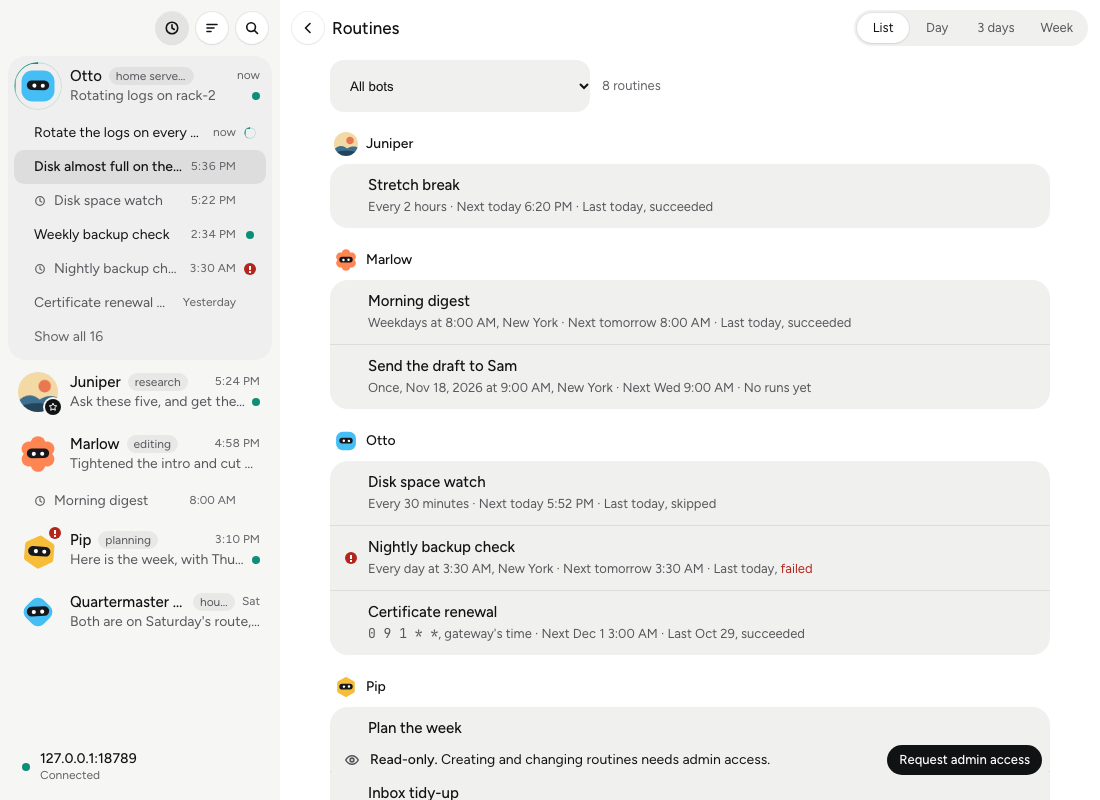 Otto home serve... now
Rotating logs on rack-2
Rotate the logs on every ... now
Disk almost full on the... 5:36 PM
Disk space watch 5:22 PM
Weekly backup check 2:34 PM
Nightly backup ch... 3:30 AM
Certificate renewal ... Yesterday
Show all 16
Juniper research 5:24 PM
Ask these five, and get the...
Marlow editing 4:58 PM
Tightened the intro and cut ...
Morning digest 8:00 AM
Pip planning 3:10 PM
Here is the week, with Thu...
Quartermaster ... hou... Sat
Both are on Saturday's route,...
127.0.0.1:18789
Connected
Routines
List Day 3 days Week
All bots 8 routines
Juniper
Stretch break
Every 2 hours · Next today 6:20 PM · Last today, succeeded
Marlow
Morning digest
Weekdays at 8:00 AM, New York · Next tomorrow 8:00 AM · Last today, succeeded
Send the draft to Sam
Once, Nov 18, 2026 at 9:00 AM, New York · Next Wed 9:00 AM · No runs yet
Otto
Disk space watch
Every 30 minutes · Next today 5:52 PM · Last today, skipped
Nightly backup check
Every day at 3:30 AM, New York · Next tomorrow 3:30 AM · Last today, failed
Certificate renewal
0 9 1 * *, gateway's time · Next Dec 1 3:00 AM · Last Oct 29, succeeded
Pip
Plan the week
Read-only. Creating and changing routines needs admin access. Request admin access
Inbox tidy-up